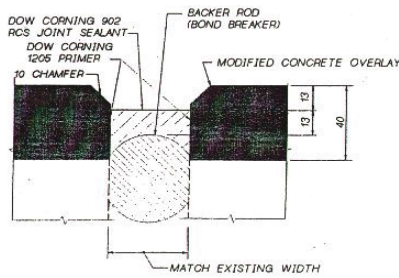 DOW CORNING 902
RCS JOINT SEALANT
DOW CORNING
1205 PRIMER
10 CHAMFER
BACKER ROD
(BOND BREAKER)
MODIFIED CONCRETE OVERLAY
13
13
40
MATCH EXISTING WIDTH